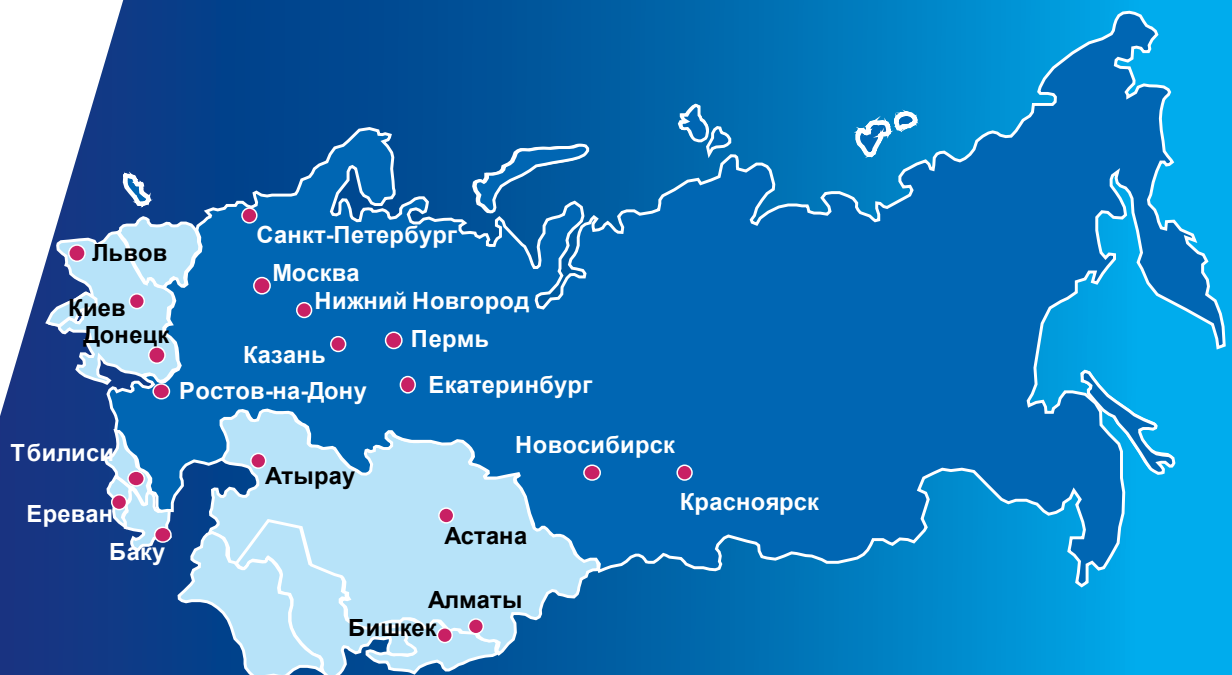 Санкт-Петербург
Львов
Москва
Киев
Нижний Новгород
Донецк
Пермь
Казань
Екатеринбург
Ростов-на-Дону
Новосибирск
Тбилиси
Атырау
Красноярск
Ереван
Астана
Баку
Алматы
Бишкек